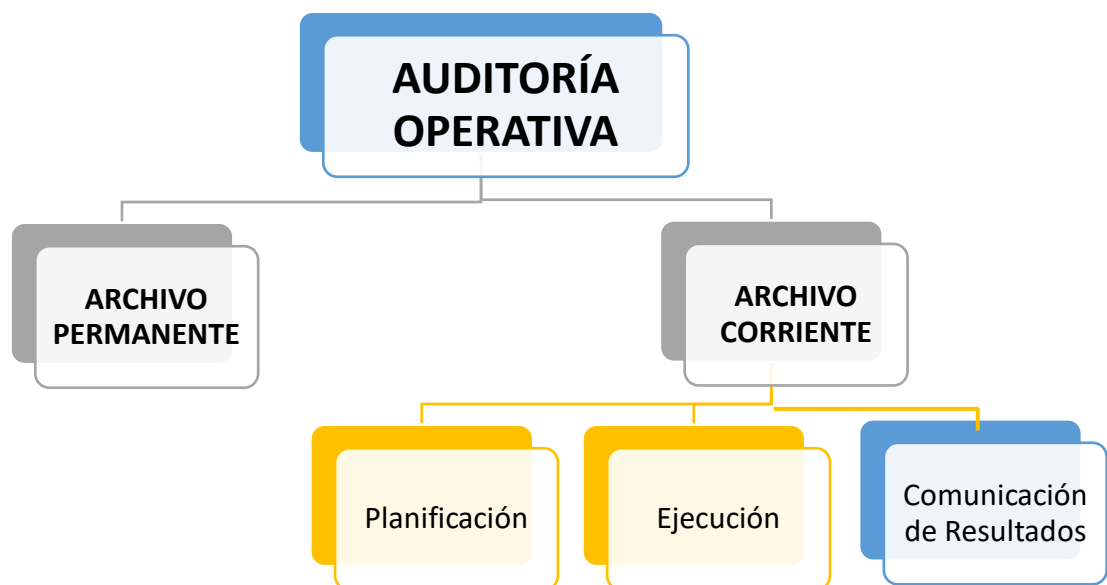 AUDITORÍA
OPERATIVA
ARCHIVO
PERMANENTE
ARCHIVO
CORRIENTE
Planificación
Ejecución
Comunicación
de Resultados